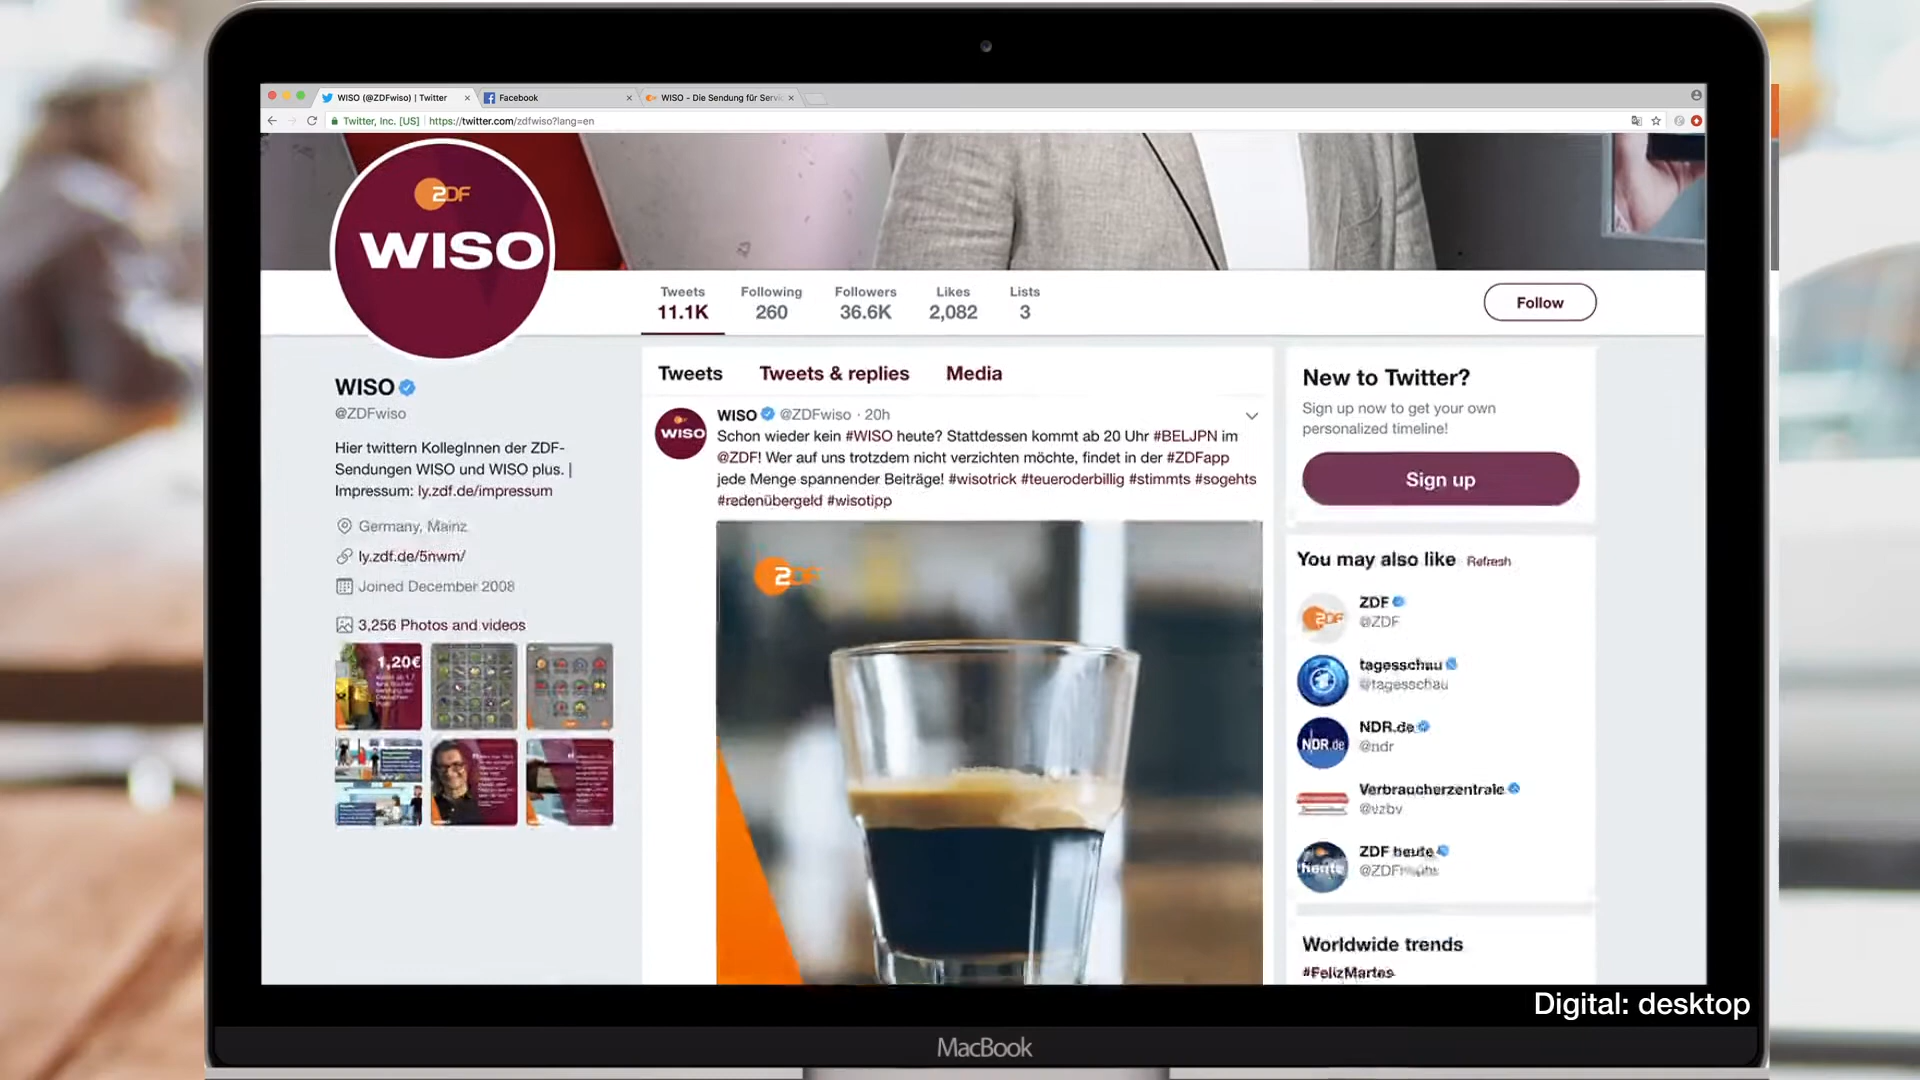 WISO (@ZDFwiso) | Twitter
Facebook
WISO - Die Sendung für Servic
Twitter, Inc. [US]
https://twitter.com/zdfwiso?lang=en
ZDF
WISO
Tweets
11.1K
Following
260
Followers
36.6K
Likes
2,082
Lists
3
Follow
WISO
@ZDFwiso
Hier twittern KollegInnen der ZDF-
Sendungen WISO und WISO plus. |
Impressum: ly.zdf.de/impressum
Germany, Mainz
ly.zdf.de/5nwm/
Joined December 2008
3,256 Photos and videos
1,20€
Tweets
Tweets & replies
Media
WISO
WISO @ZDFwiso · 20h
Schon wieder kein #WISO heute? Stattdessen kommt ab 20 Uhr #BELJPN im
@ZDF! Wer auf uns trotzdem nicht verzichten möchte, findet in der #ZDFapp
jede Menge spannender Beiträge! #wisotrick #teueroderbillig #stimmts #sogehts
#redenübergeld #wisotipp
ZDF
New to Twitter?
Sign up now to get your own
personalized timeline!
Sign up
You may also like
Refresh
ZDF
ZDF
@ZDF
tagesschau
@tagesschau
NDR.de
NDR.de
@ndr
Verbraucherzentrale
@vzbv
heute
ZDF heute
Worldwide trends
#FelizMartes
Digital: desktop
MacBook